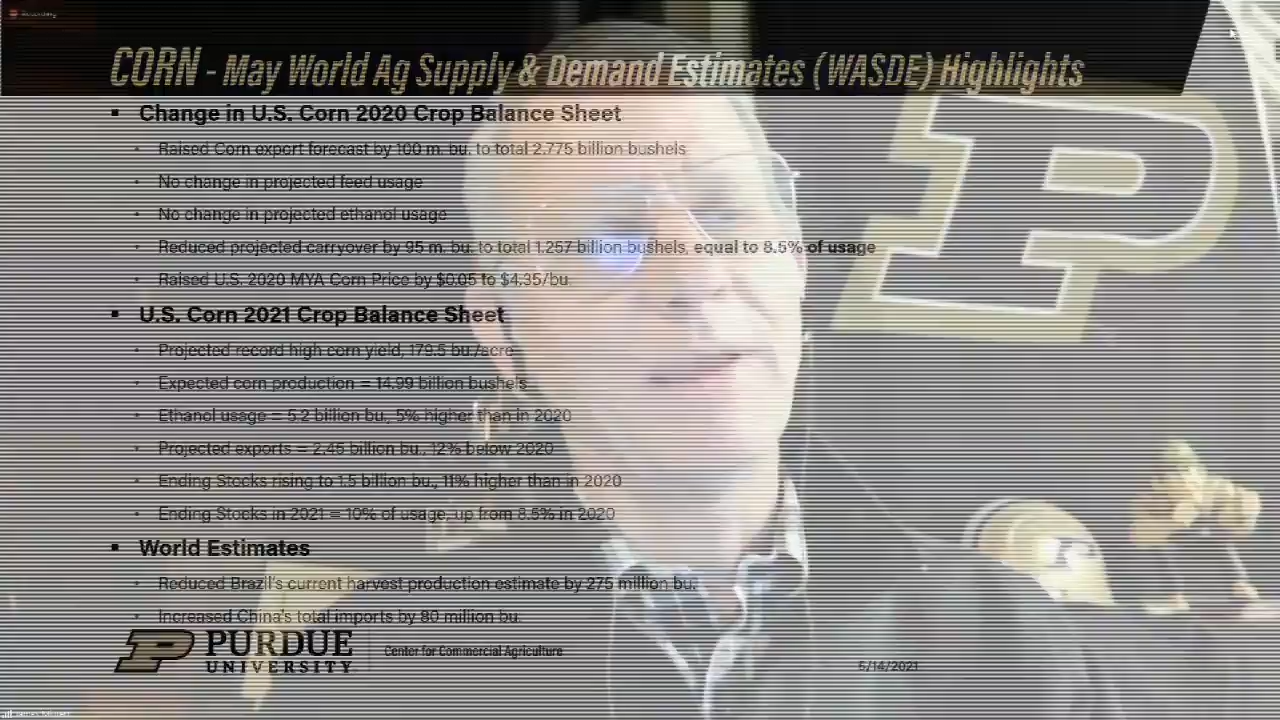 Recording
CORN - May World Ag Supply & Demand Estimates (WASDE) Highlights
▪ Change in U.S. Corn 2020 Crop Balance Sheet
• Raised Corn export forecast by 100 m. bu. to total 2.775 billion bushels
• No change in projected feed usage
• No change in projected ethanol usage
• Reduced projected carryover by 95 m. bu. to total 1.257 billion bushels, equal to 8.5% of usage
• Raised U.S. 2020 MYA Corn Price by $0.05 to $4.35/bu.
▪ U.S. Corn 2021 Crop Balance Sheet
• Projected record high corn yield, 179.5 bu./acre
• Expected corn production = 14.99 billion bushels
• Ethanol usage = 5.2 billion bu., 5% higher than in 2020
• Projected exports = 2.45 billion bu., 12% below 2020
• Ending Stocks rising to 1.5 billion bu., 11% higher than in 2020
• Ending Stocks in 2021 = 10% of usage, up from 8.5% in 2020
▪ World Estimates
• Reduced Brazil's current harvest production estimate by 275 million bu.
• Increased China's total imports by 80 million bu.
P PURDUE
UNIVERSITY
Center for Commercial Agriculture
5/14/2021